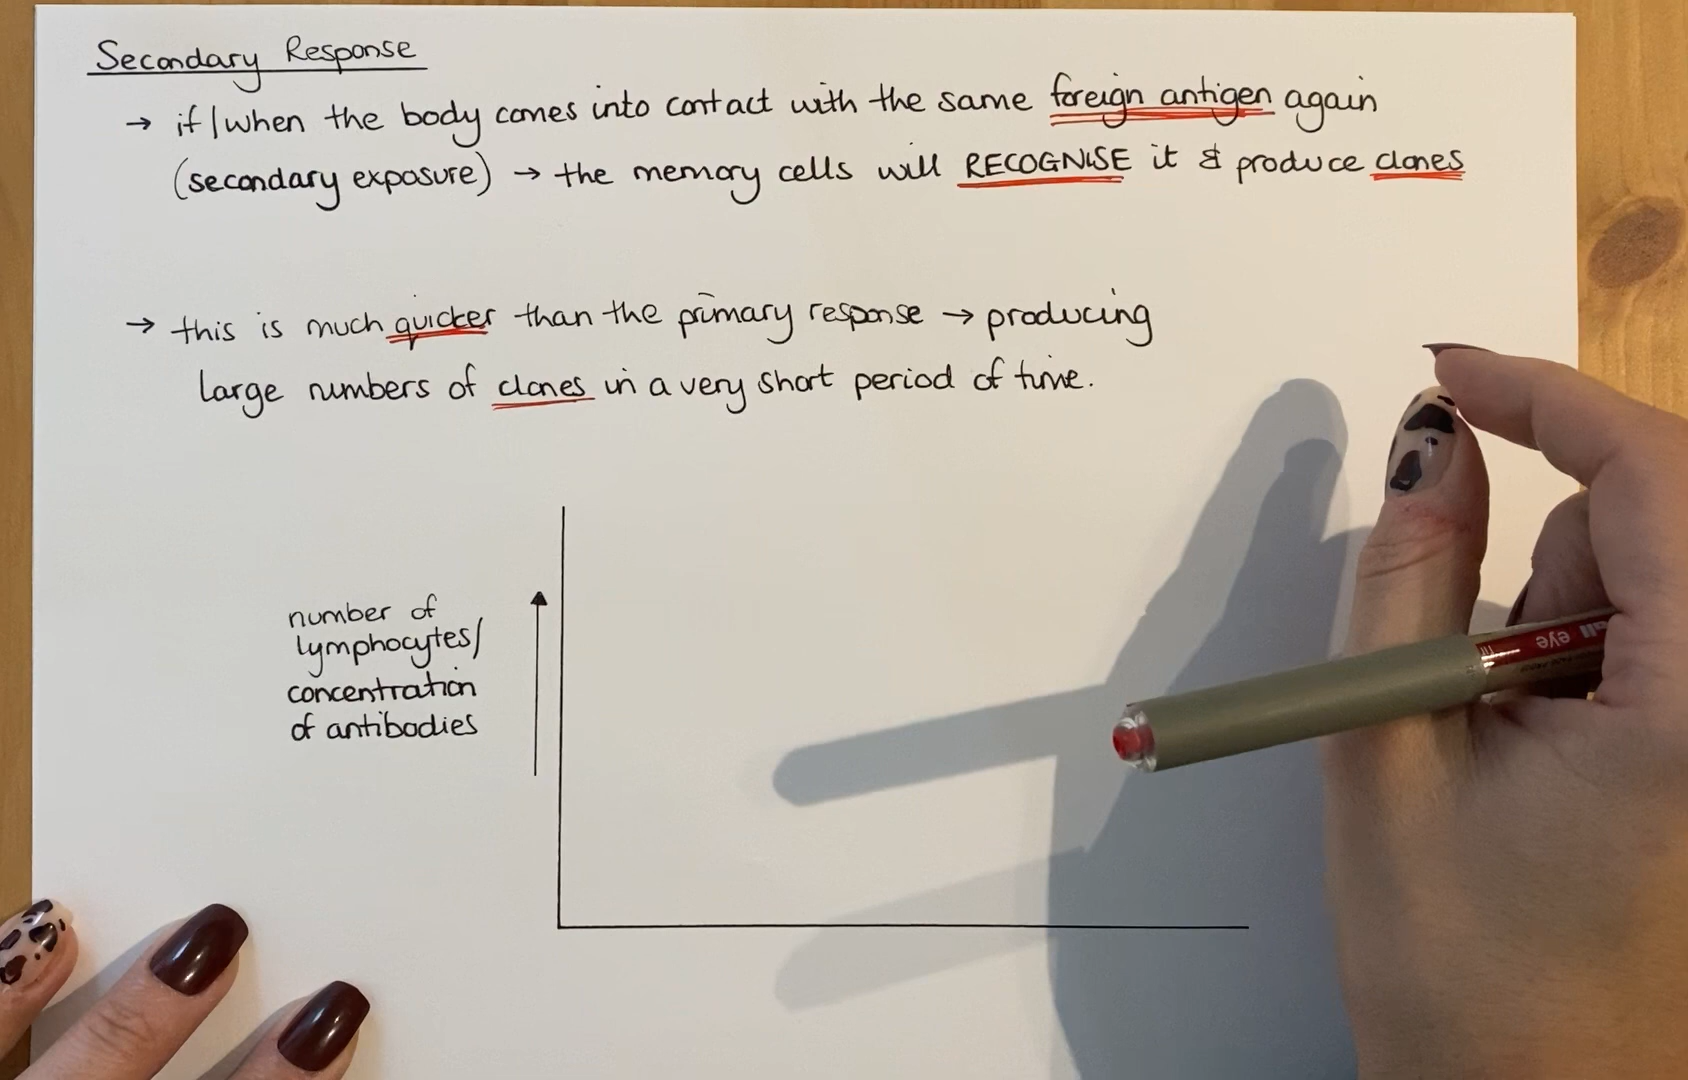 Secondary Response
→ if/when the body comes into contact with the same foreign antigen again
(secondary exposure) → the memory cells will RECOGNISE it & produce clones
→ this is much quicker than the primary response → producing
large numbers of clones in a very short period of time.
number of
lymphocytes/
concentration
of antibodies
eye